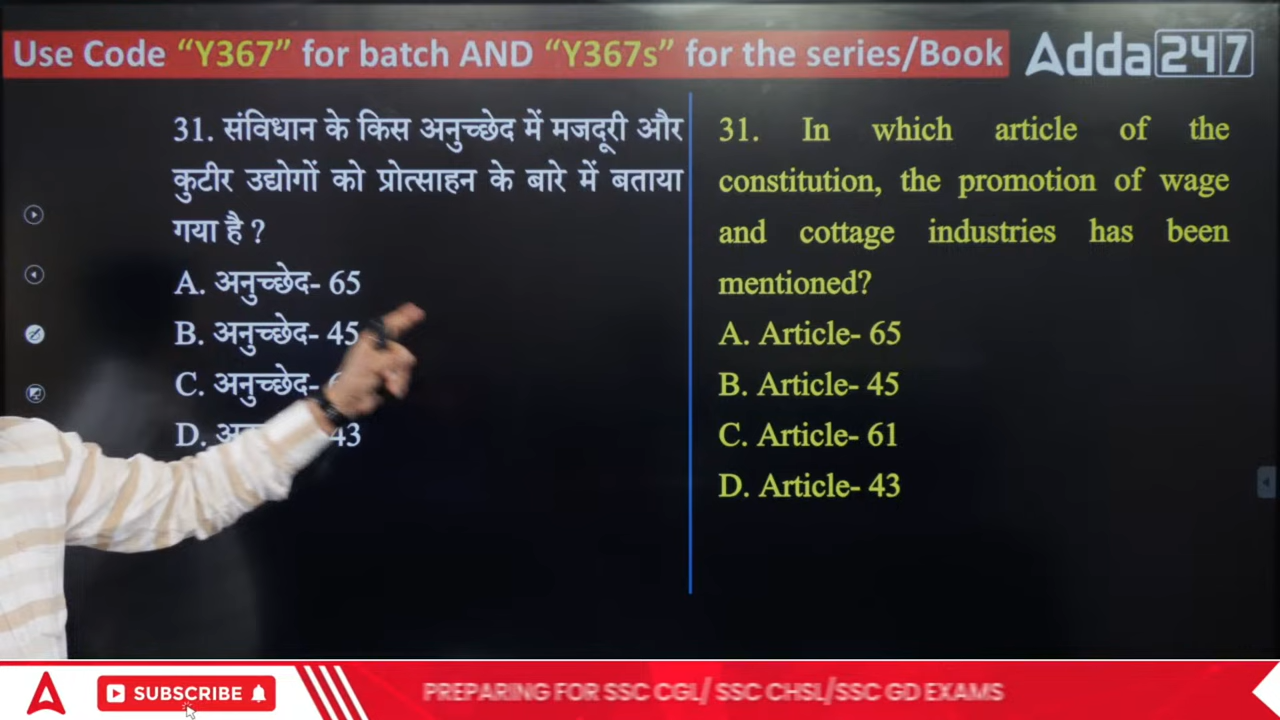 Use Code “Y367” for batch AND “Y367s” for the series/Book
Adda247
31. संविधान के किस अनुच्छेद में मजदूरी और
कुटीर उद्योगों को प्रोत्साहन के बारे में बताया
गया है ?
A. अनुच्छेद- 65
B. अनुच्छेद- 45
C. अनुच्छेद-
D. 43
31. In which article of the
constitution, the promotion of wage
and cottage industries has been
mentioned?
A. Article- 65
B. Article- 45
C. Article- 61
D. Article- 43
SUBSCRIBE
PREPARING FOR SSC CGL/ SSC CHSL/SSC GD EXAMS